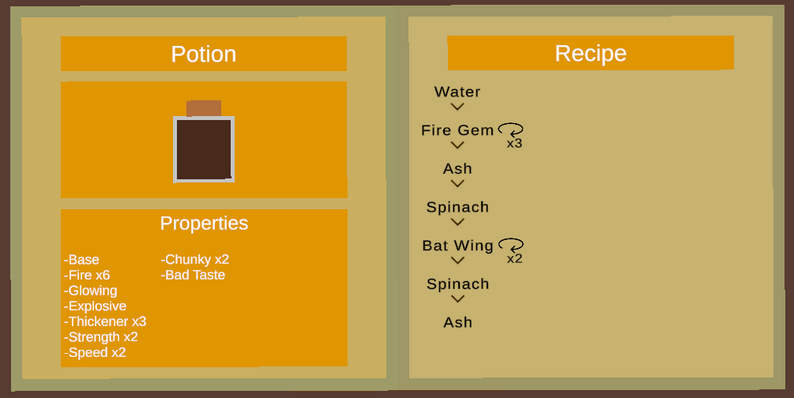 Potion
Properties
-Base
-Fire x6
-Glowing
-Explosive
-Thickener x3
-Strength x2
-Speed x2
-Chunky x2
-Bad Taste
Recipe
Water
Fire Gem
x3
Ash
Spinach
Bat Wing
x2
Spinach
Ash